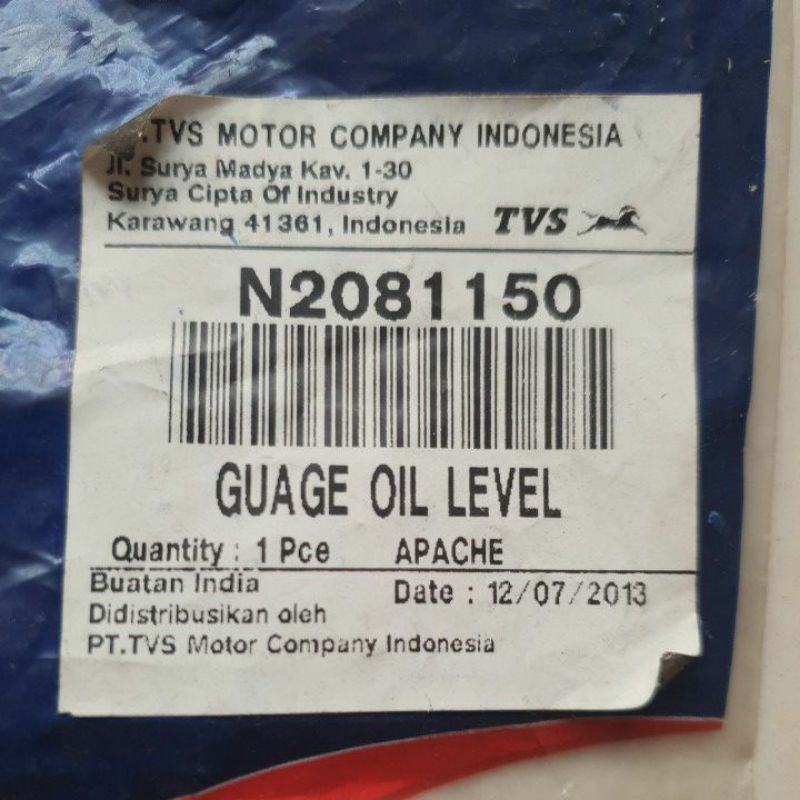 .TVS MOTOR COMPANY INDONESIA
Jl. Surya Madya Kav. 1-30
Surya Cipta Of Industry
Karawang 41361, Indonesia TVS
N2081150
GUAGE OIL LEVEL
Quantity : 1 Pce APACHE
Buatan India Date : 12/07/2013
Didistribusikan oleh
PT.TVS Motor Company Indonesia